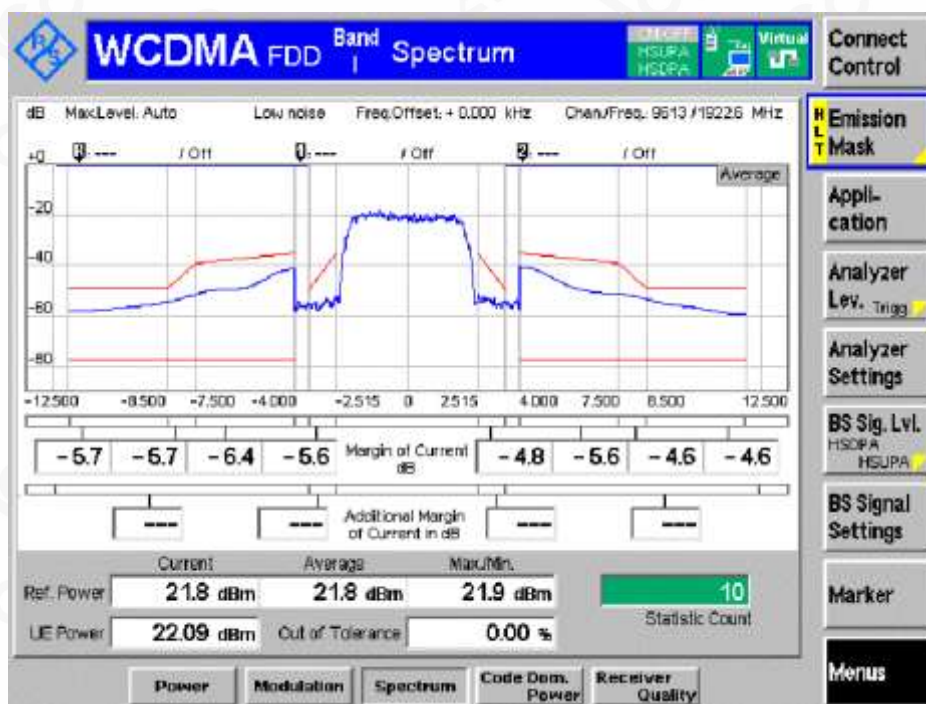 WCDMA FDD Band I Spectrum
HSUPA
HSDPA
Virtual
Connect
Control
dB Max.Level: Auto Low noise Freq.Offset: + 0.000 kHz Chan./Freq.: 9613 / 1922.6 MHz
HLT
Emission
Mask
+0 R: --- / Off 1: --- / Off 2: --- / Off
Average
-20
-40
-60
-80
-12.500 -8.500 -7.500 -4.000 -2.515 0 2.515 4.000 7.500 8.500 12.500
Appli-
cation
Analyzer
Lev. Trigg
Analyzer
Settings
BS Sig. Lvl.
HSDPA
HSUPA
BS Signal
Settings
Marker
Menus
-5.7 -5.7 -6.4 -5.6 Margin of Current dB -4.8 -5.6 -4.6 -4.6
--- --- Additional Margin of Current in dB --- ---
Current Average Max./Min.
Ref. Power 21.8 dBm 21.8 dBm 21.9 dBm 10
Statistic Count
UE Power 22.09 dBm Out of Tolerance 0.00 %
Power Modulation Spectrum Code Dom. Power Receiver Quality